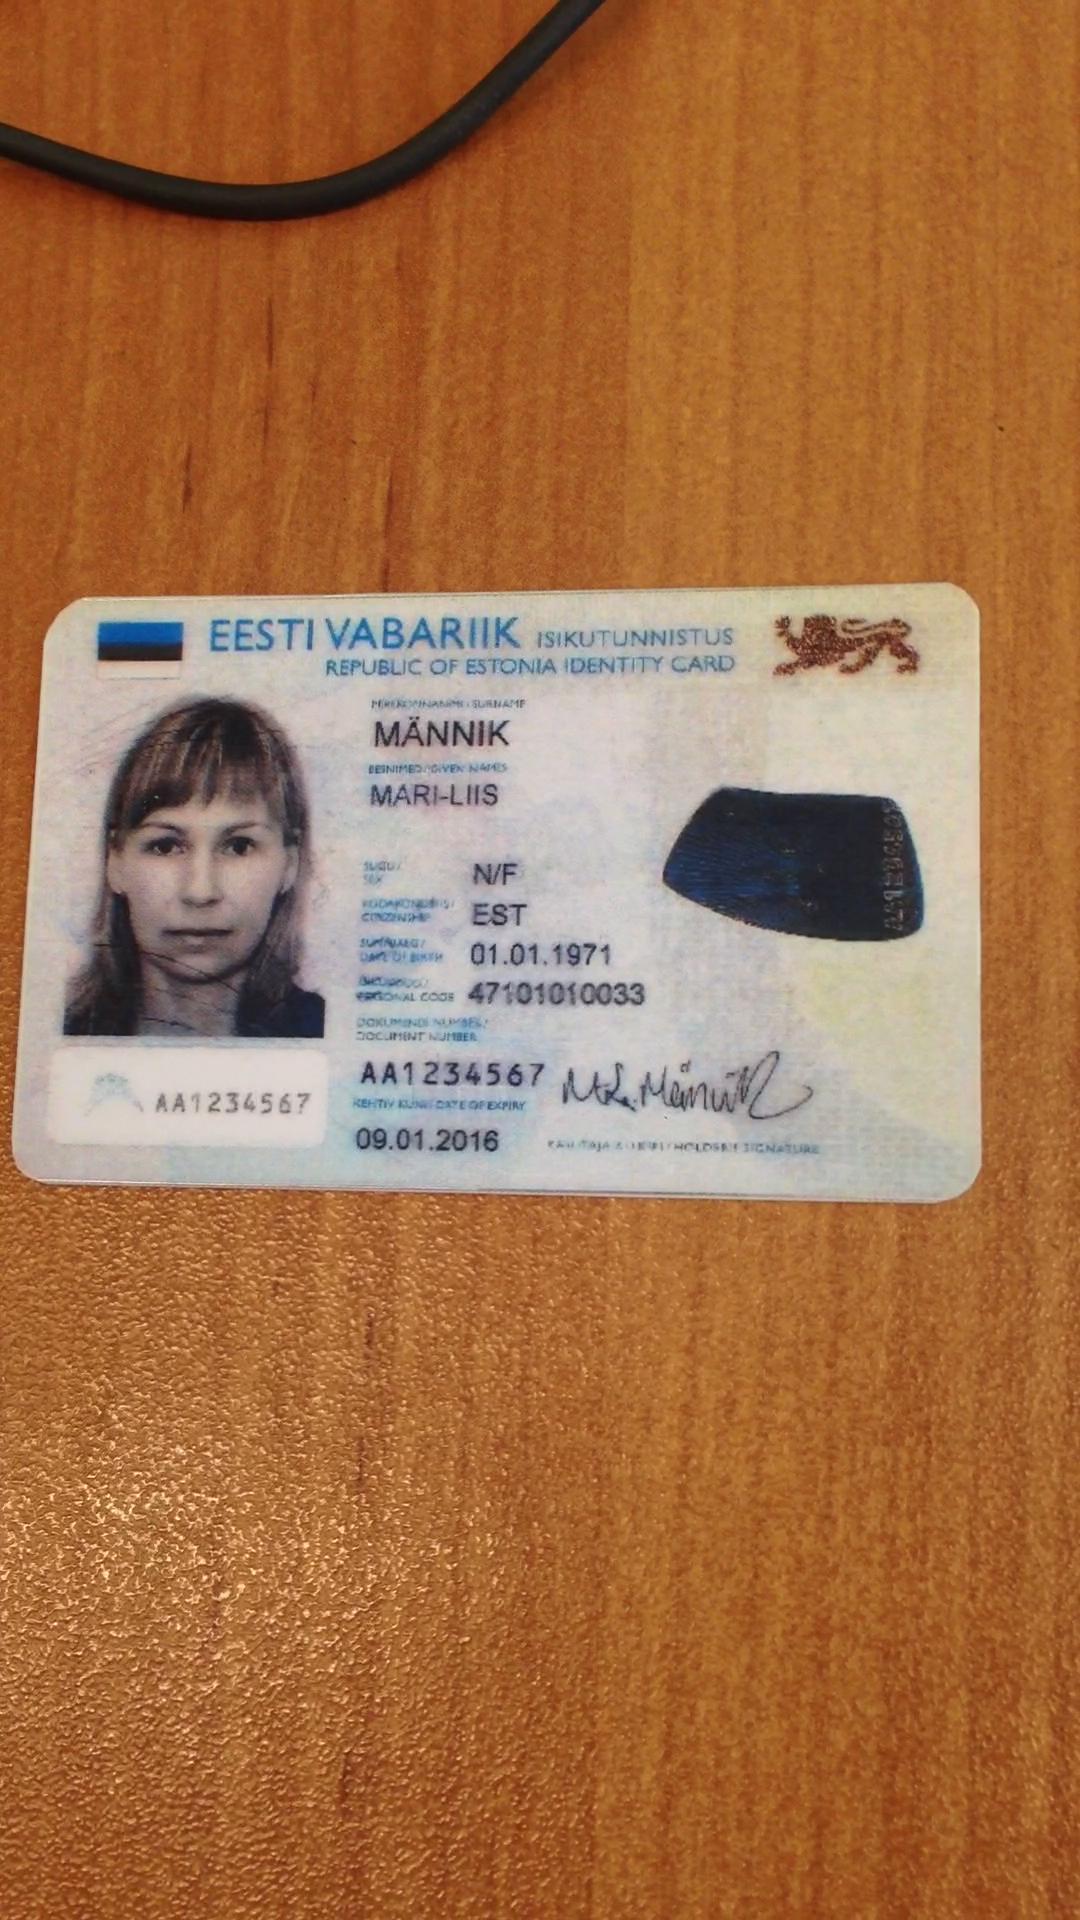 EESTI VABARIIK ISIKUTUNNISTUS
REPUBLIC OF ESTONIA IDENTITY CARD
PEREKONNANIMI / SURNAME
MÄNNIK
EESNIMED / GIVEN NAMES
MARI-LIIS
SUGU /
SEX
N/F
KODAKONDSUS /
CITIZENSHIP
EST
SÜNNIAEG /
DATE OF BIRTH
01.01.1971
ISIKUKOOD /
PERSONAL CODE
47101010033
DOKUMENDI NUMBER /
DOCUMENT NUMBER
AA1234567
AA1234567
M-L. Männik
KEHTIV KUNI / DATE OF EXPIRY
09.01.2016
KASUTAJA ALLKIRI / HOLDER'S SIGNATURE